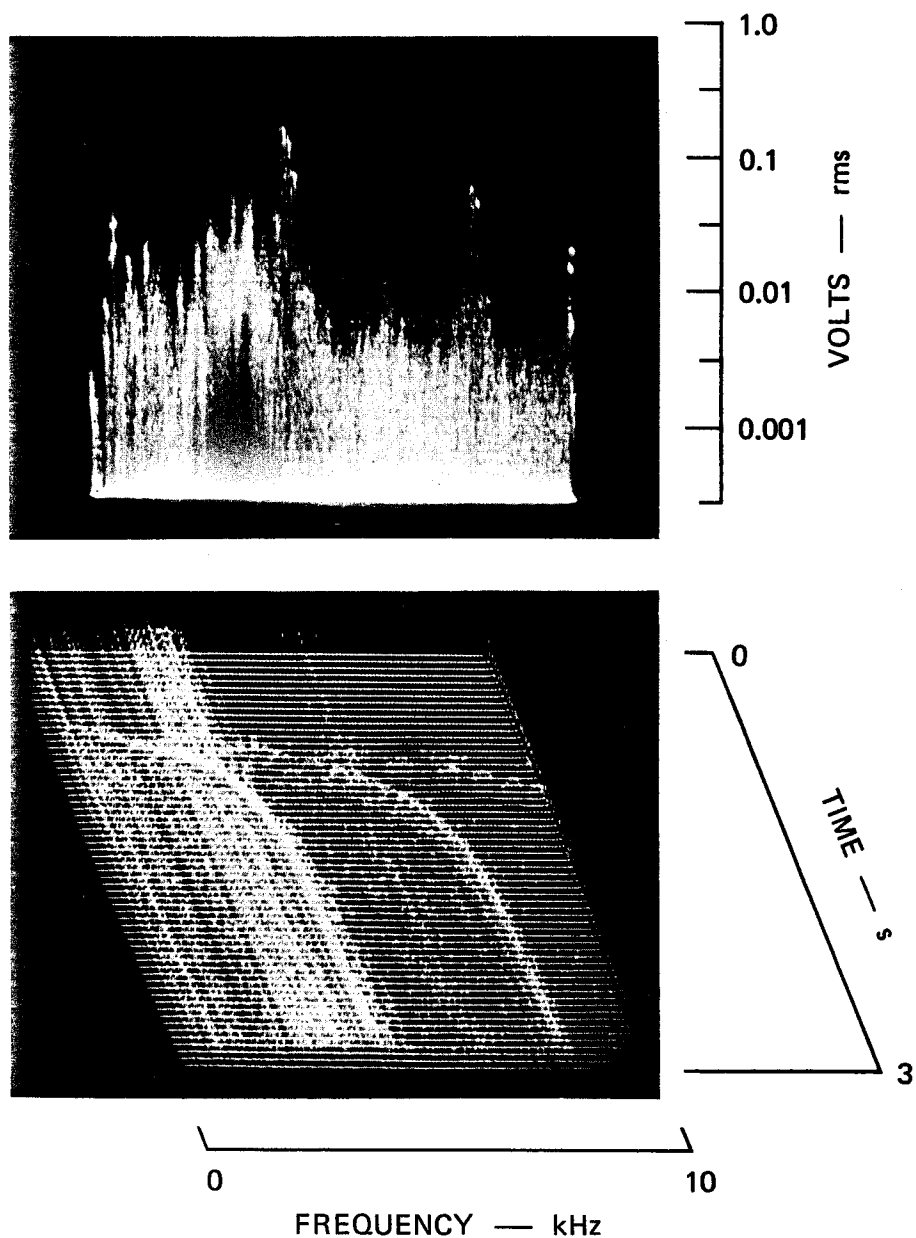 1.0
0.1
0.01
0.001
VOLTS — rms
0
TIME — s
3
0 10
FREQUENCY — kHz